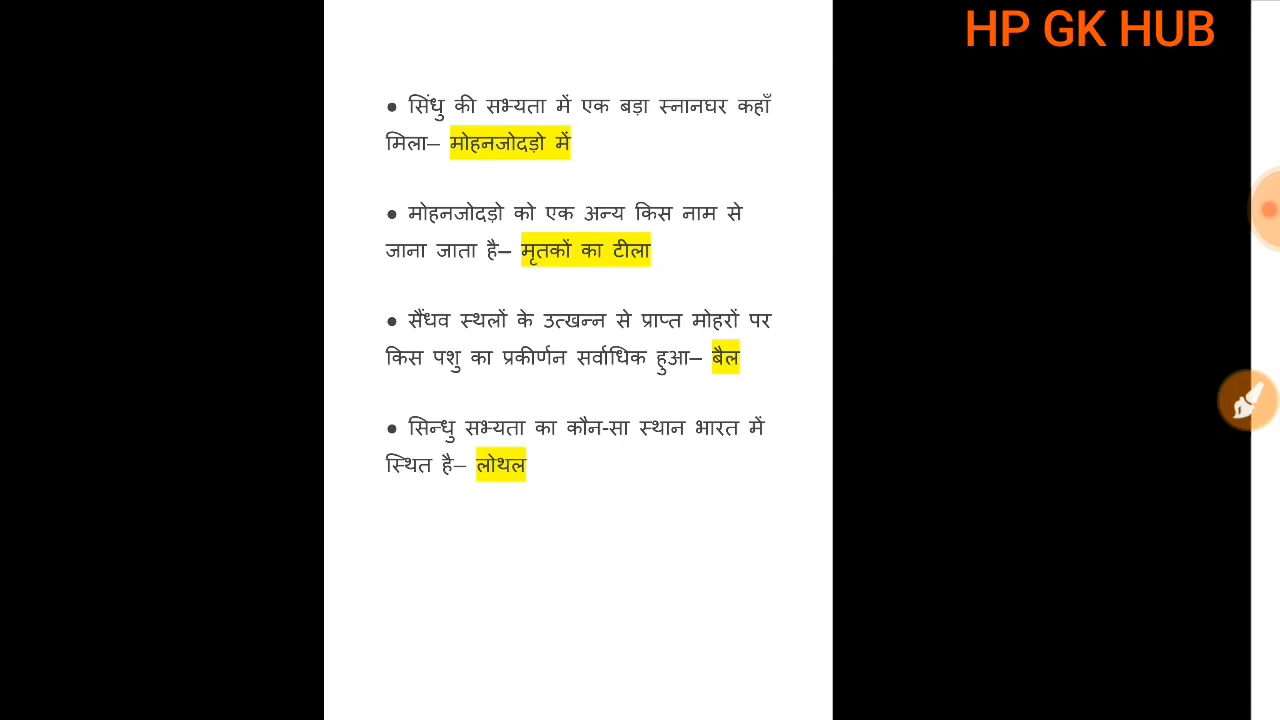 HP GK HUB
● सिंधु की सभ्यता में एक बड़ा स्नानघर कहाँ
मिला– मोहनजोदड़ो में
● मोहनजोदड़ो को एक अन्य किस नाम से
जाना जाता है– मृतकों का टीला
● सैंधव स्थलों के उत्खन्न से प्राप्त मोहरों पर
किस पशु का प्रकीर्णन सर्वाधिक हुआ– बैल
● सिन्धु सभ्यता का कौन-सा स्थान भारत में
स्थित है– लोथल